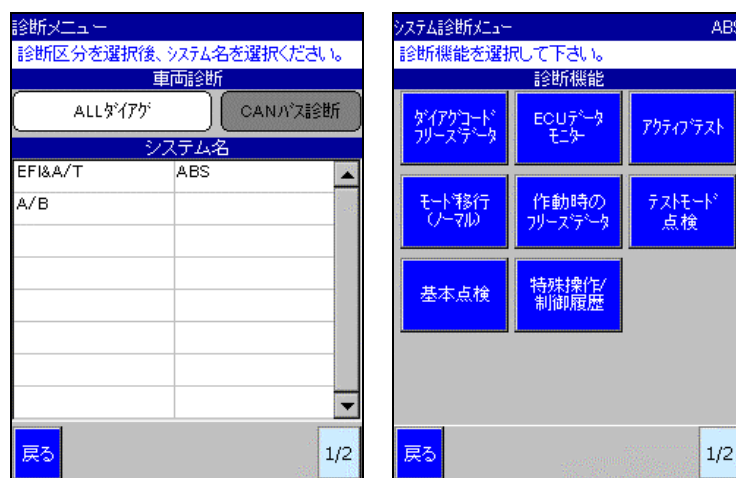 診断メニュー
診断区分を選択後、システム名を選択ください。
車両診断
ALLダイアグ
CANバス診断
システム名
EFI&A/T
ABS
A/B
戻る
1/2
システム診断メニュー
ABS
診断機能を選択して下さい。
診断機能
ダイアグコード
フリーズデータ
ECUデータ
モニター
アクティブテスト
モード移行
(ノーマル)
作動時の
フリーズデータ
テストモード
点検
基本点検
特殊操作/
制御履歴
戻る
1/2